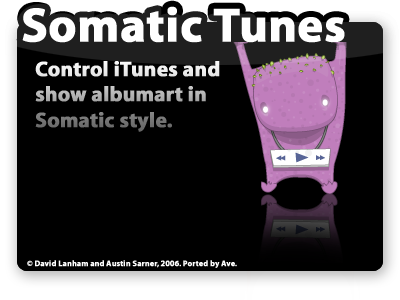 Somatic Tunes
Control iTunes and
show albumart in
Somatic style.
© David Lanham and Austin Sarner, 2006. Ported by Ave.